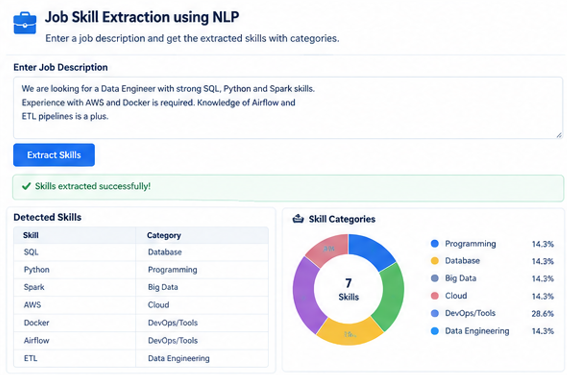 Job Skill Extraction using NLP
Enter a job description and get the extracted skills with categories.
Enter Job Description
We are looking for a Data Engineer with strong SQL, Python and Spark skills.
Experience with AWS and Docker is required. Knowledge of Airflow and
ETL pipelines is a plus.
Extract Skills
Skills extracted successfully!
Detected Skills
Skill Category
SQL Database
Python Programming
Spark Big Data
AWS Cloud
Docker DevOps/Tools
Airflow DevOps/Tools
ETL Data Engineering
Skill Categories
7
Skills
Programming 14.3%
Database 14.3%
Big Data 14.3%
Cloud 14.3%
DevOps/Tools 28.6%
Data Engineering 14.3%